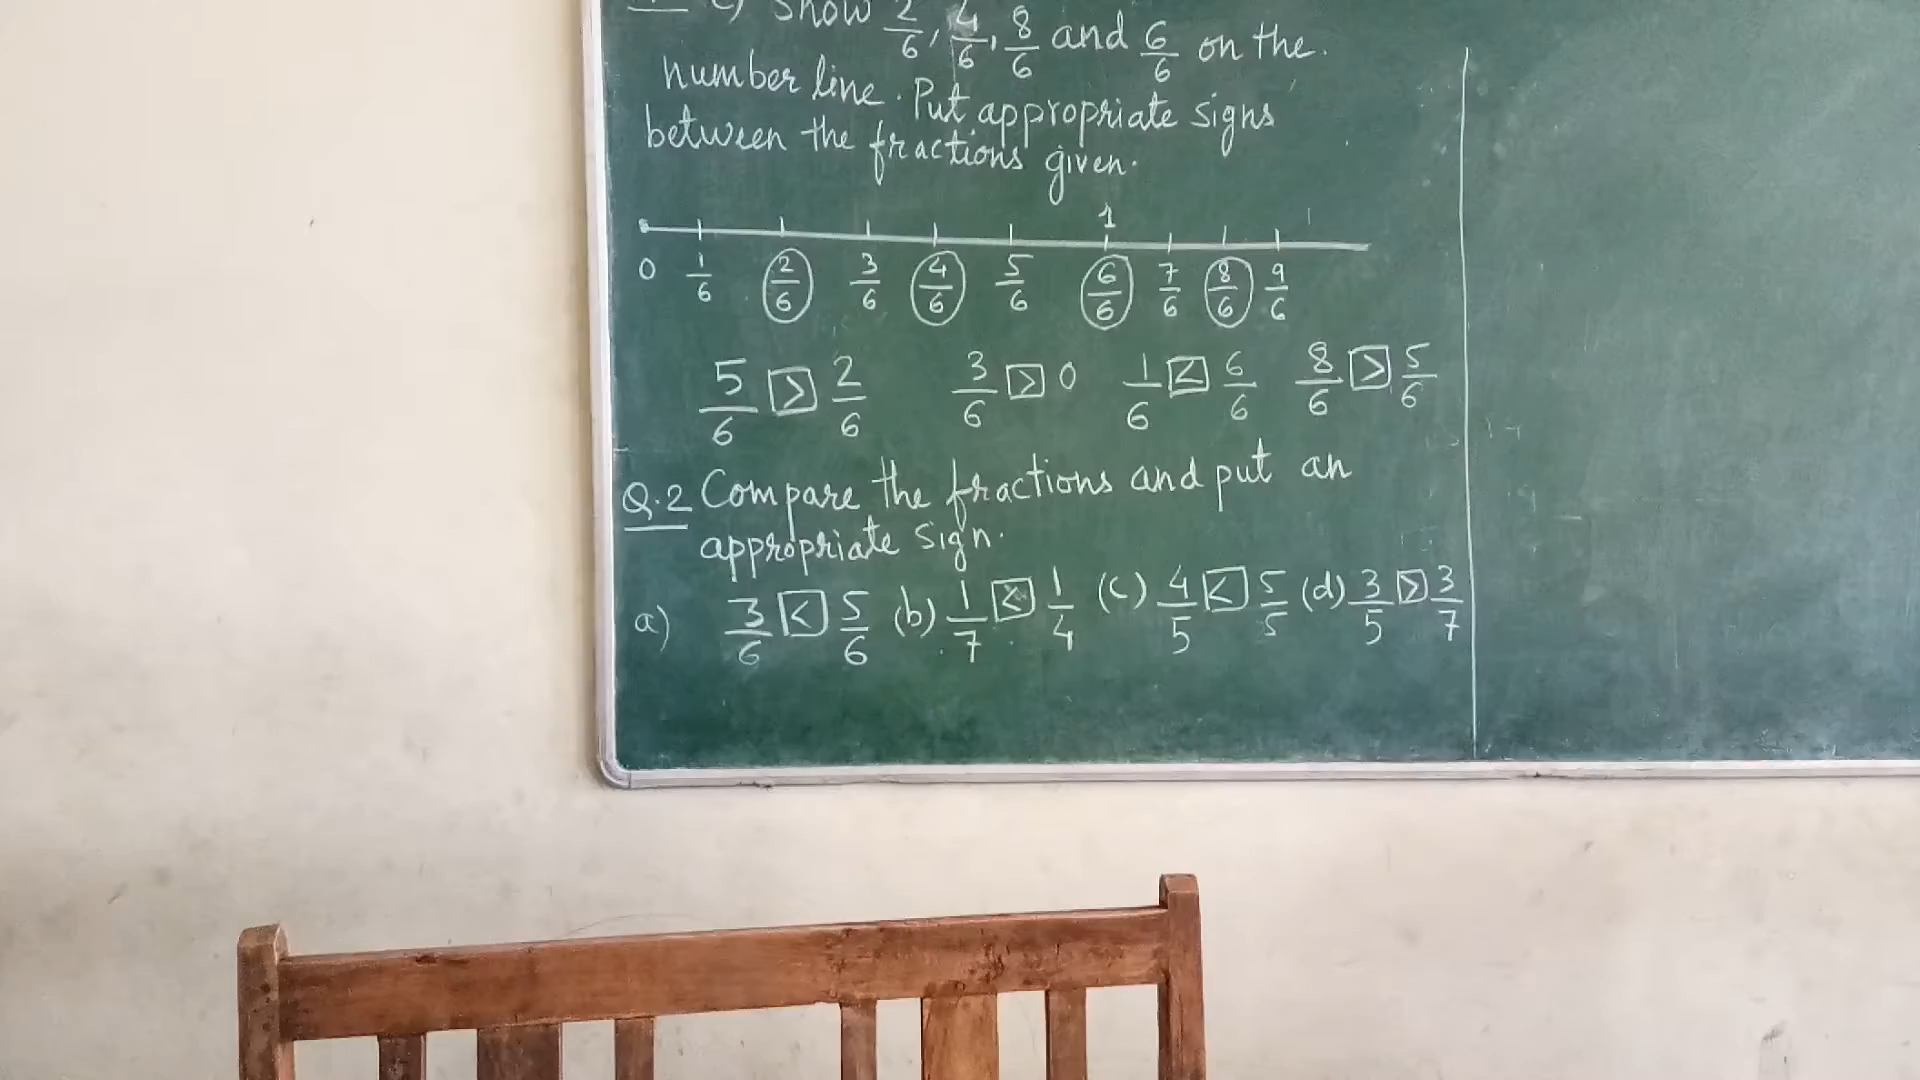 c) Show 2/6, 4/6, 8/6 and 6/6 on the.
number line. Put appropriate signs
between the fractions given.
1
0 1/6 2/6 3/6 4/6 5/6 6/6 7/6 8/6 9/6
5/6 > 2/6 3/6 > 0 1/6 < 6/6 8/6 > 5/6
Q.2 Compare the fractions and put an
appropriate sign.
a) 3/6 < 5/6 (b) 1/7 < 1/4 (c) 4/5 < 5/5 (d) 3/5 > 3/7